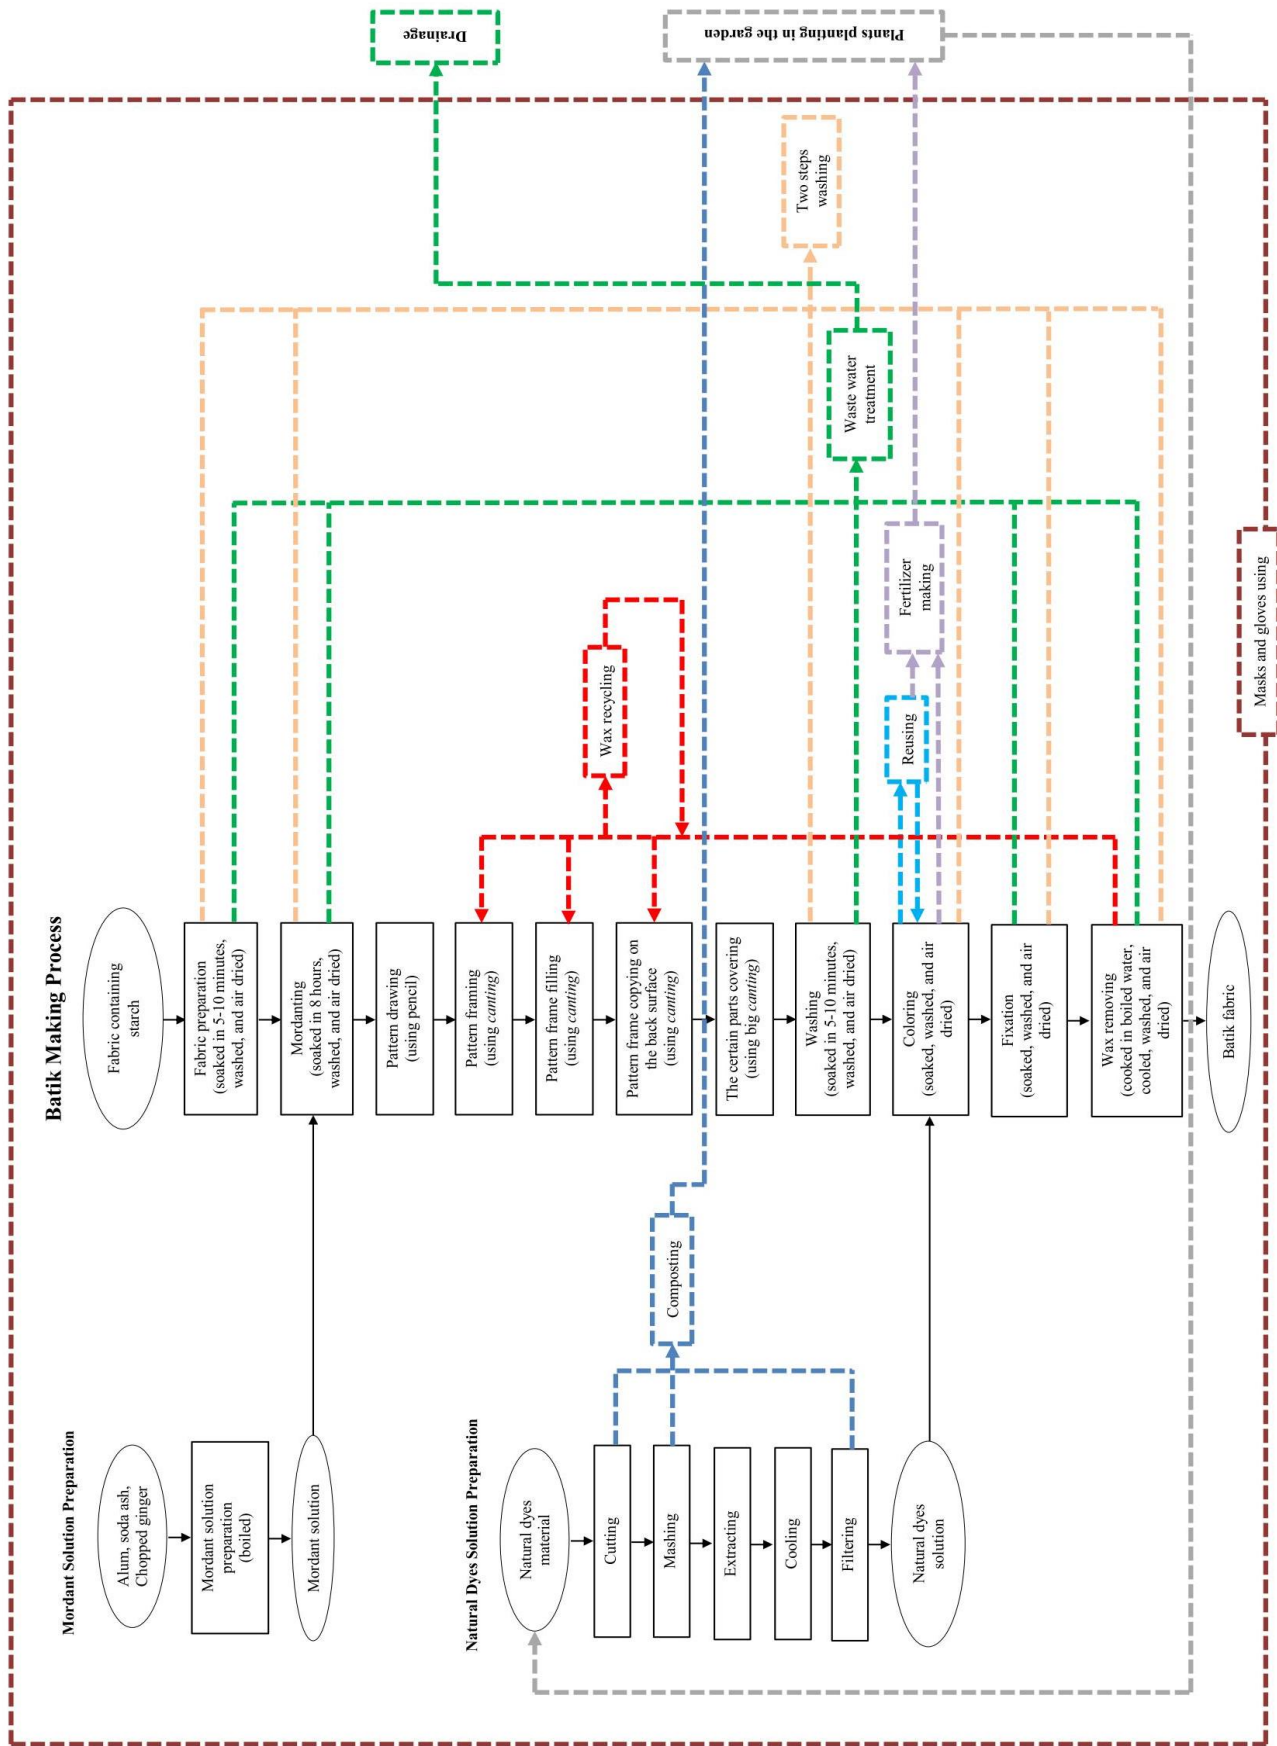 Batik Making Process
Mordant Solution Preparation
Alum, soda ash,
Chopped ginger
Mordant solution
preparation
(boiled)
Mordant solution
Natural Dyes Solution Preparation
Natural dyes
material
Cutting
Mashing
Extracting
Cooling
Filtering
Natural dyes
solution
Composting
Fabric containing
starch
Fabric preparation
(soaked in 5-10 minutes,
washed, and air dried)
Mordanting
(soaked in 8 hours,
washed, and air dried)
Pattern drawing
(using pencil)
Pattern framing
(using canting)
Pattern frame filling
(using canting)
Pattern frame copying on
the back surface
(using canting)
The certain parts covering
(using big canting)
Washing
(soaked in 5-10 minutes,
washed, and air dried)
Coloring
(soaked, washed, and air
dried)
Fixation
(soaked, washed, and air
dried)
Wax removing
(cooked in boiled water,
cooled, washed, and air
dried)
Batik fabric
Wax recycling
Reusing
Fertilizer
making
Waste water
treatment
Two steps
washing
Drainage
Plants planting in the garden
Masks and gloves using